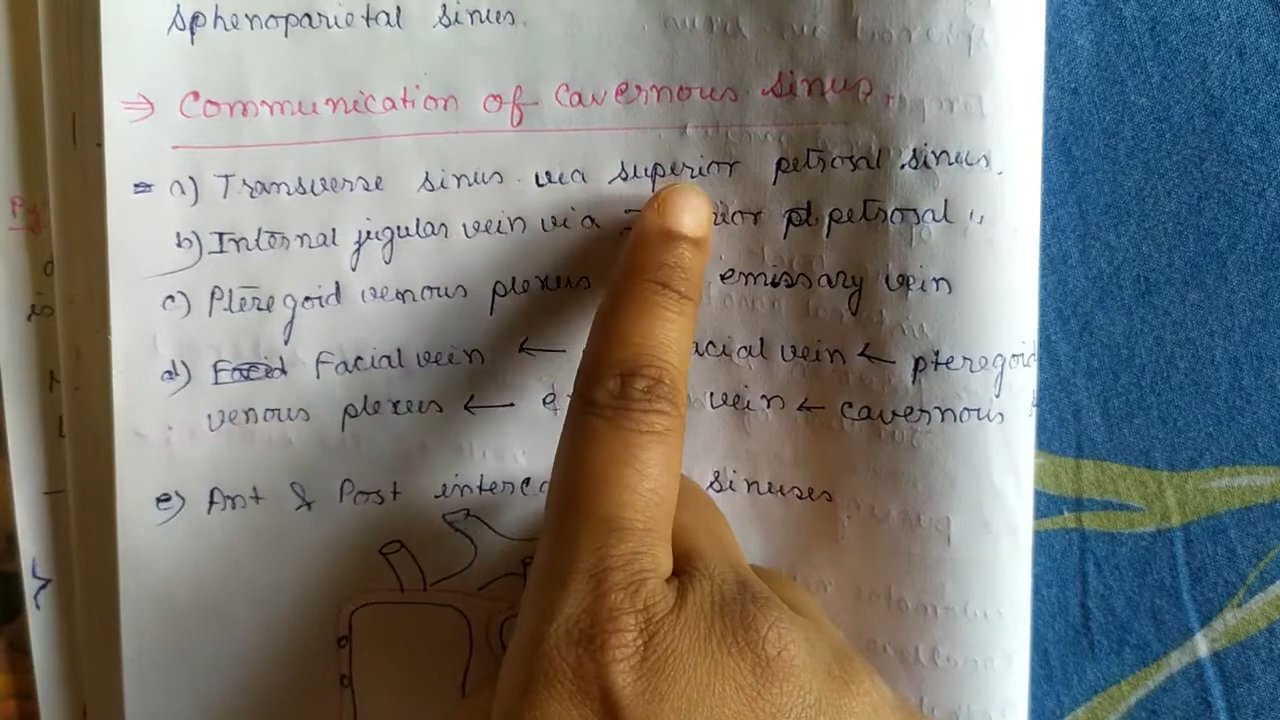 Sphenoparietal sinus.
⇒ Communication of Cavernous sinus.
a) Transverse sinus via superior petrosal sinus.
b) Internal jugular vein via petrosal ,,
c) Pteregoid venous plexus emissary vein
d) Facial vein ← vein ← pteregoid
venous plexus ← vein ← cavernous
e) Ant & Post sinuses